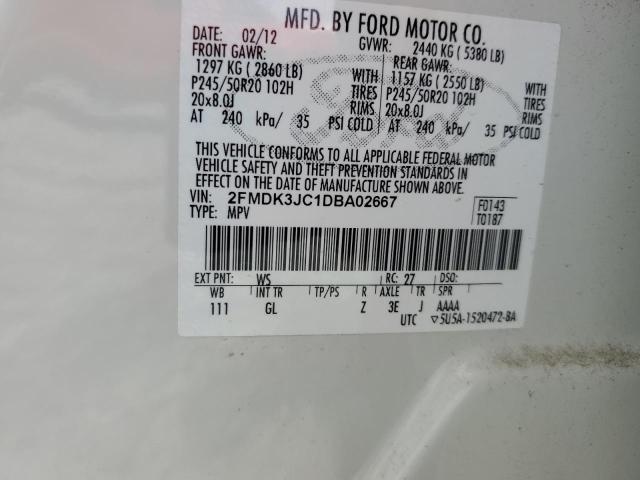 MFD. BY FORD MOTOR CO.
DATE: 02/12 GVWR: 2440 KG ( 5380 LB)
FRONT GAWR: REAR GAWR:
1297 KG ( 2860 LB) WITH 1157 KG ( 2550 LB) WITH
P245/50R20 102H TIRES P245/50R20 102H TIRES
20x8.0J RIMS 20x8.0J RIMS
AT 240 kPa/ 35 PSI COLD AT 240 kPa/ 35 PSI COLD
Ford
THIS VEHICLE CONFORMS TO ALL APPLICABLE FEDERAL MOTOR
VEHICLE SAFETY AND THEFT PREVENTION STANDARDS IN
EFFECT ON THE DATE OF MANUFACTURE SHOWN ABOVE.
VIN: 2FMDK3JC1DBA02667 F0143
TYPE: MPV T0187
EXT PNT: WS RC: 27 DSO:
WB INT TR TP/PS R AXLE TR SPR
111 GL Z 3E J AAAA
UTC ▽5U5A-1520472-BA